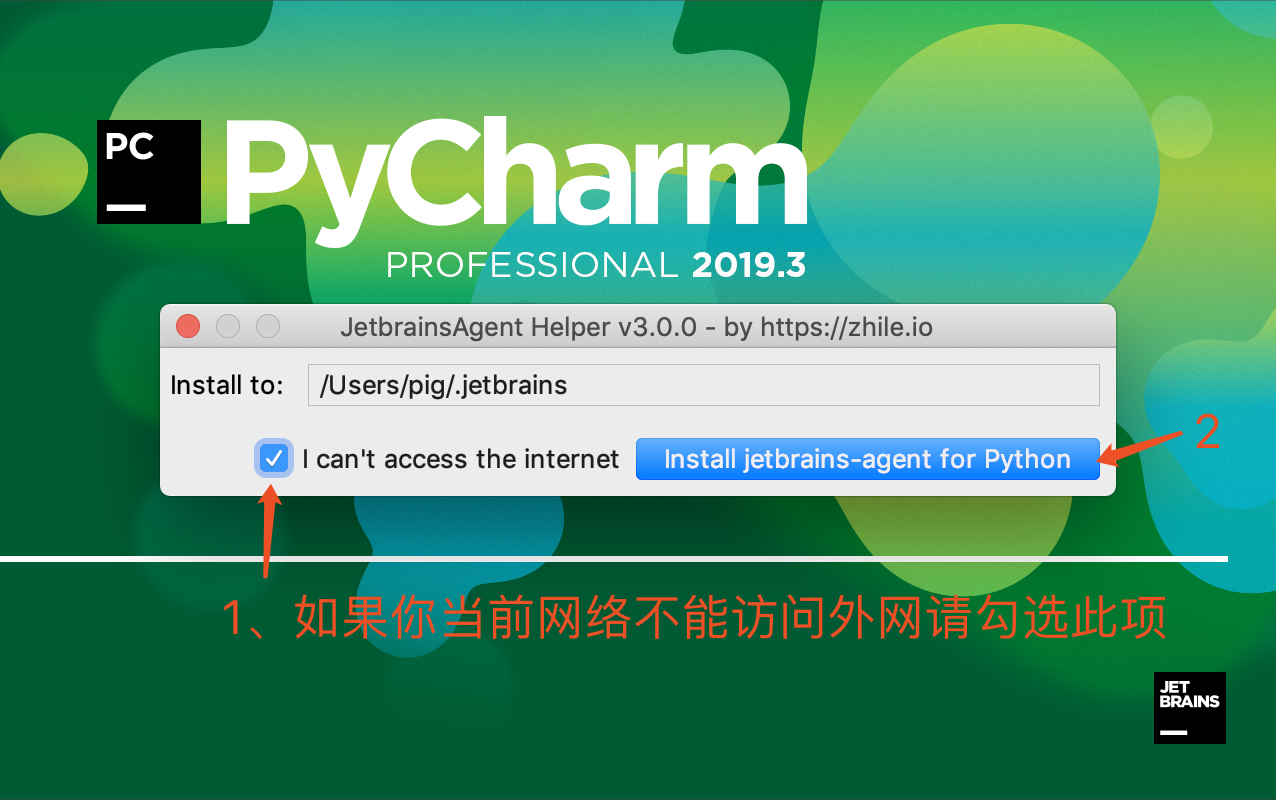 PC
PyCharm
PROFESSIONAL 2019.3
JetbrainsAgent Helper v3.0.0 - by https://zhile.io
Install to: /Users/pig/.jetbrains
I can't access the internet Install jetbrains-agent for Python 2
1、如果你当前网络不能访问外网请勾选此项
JET
BRAINS